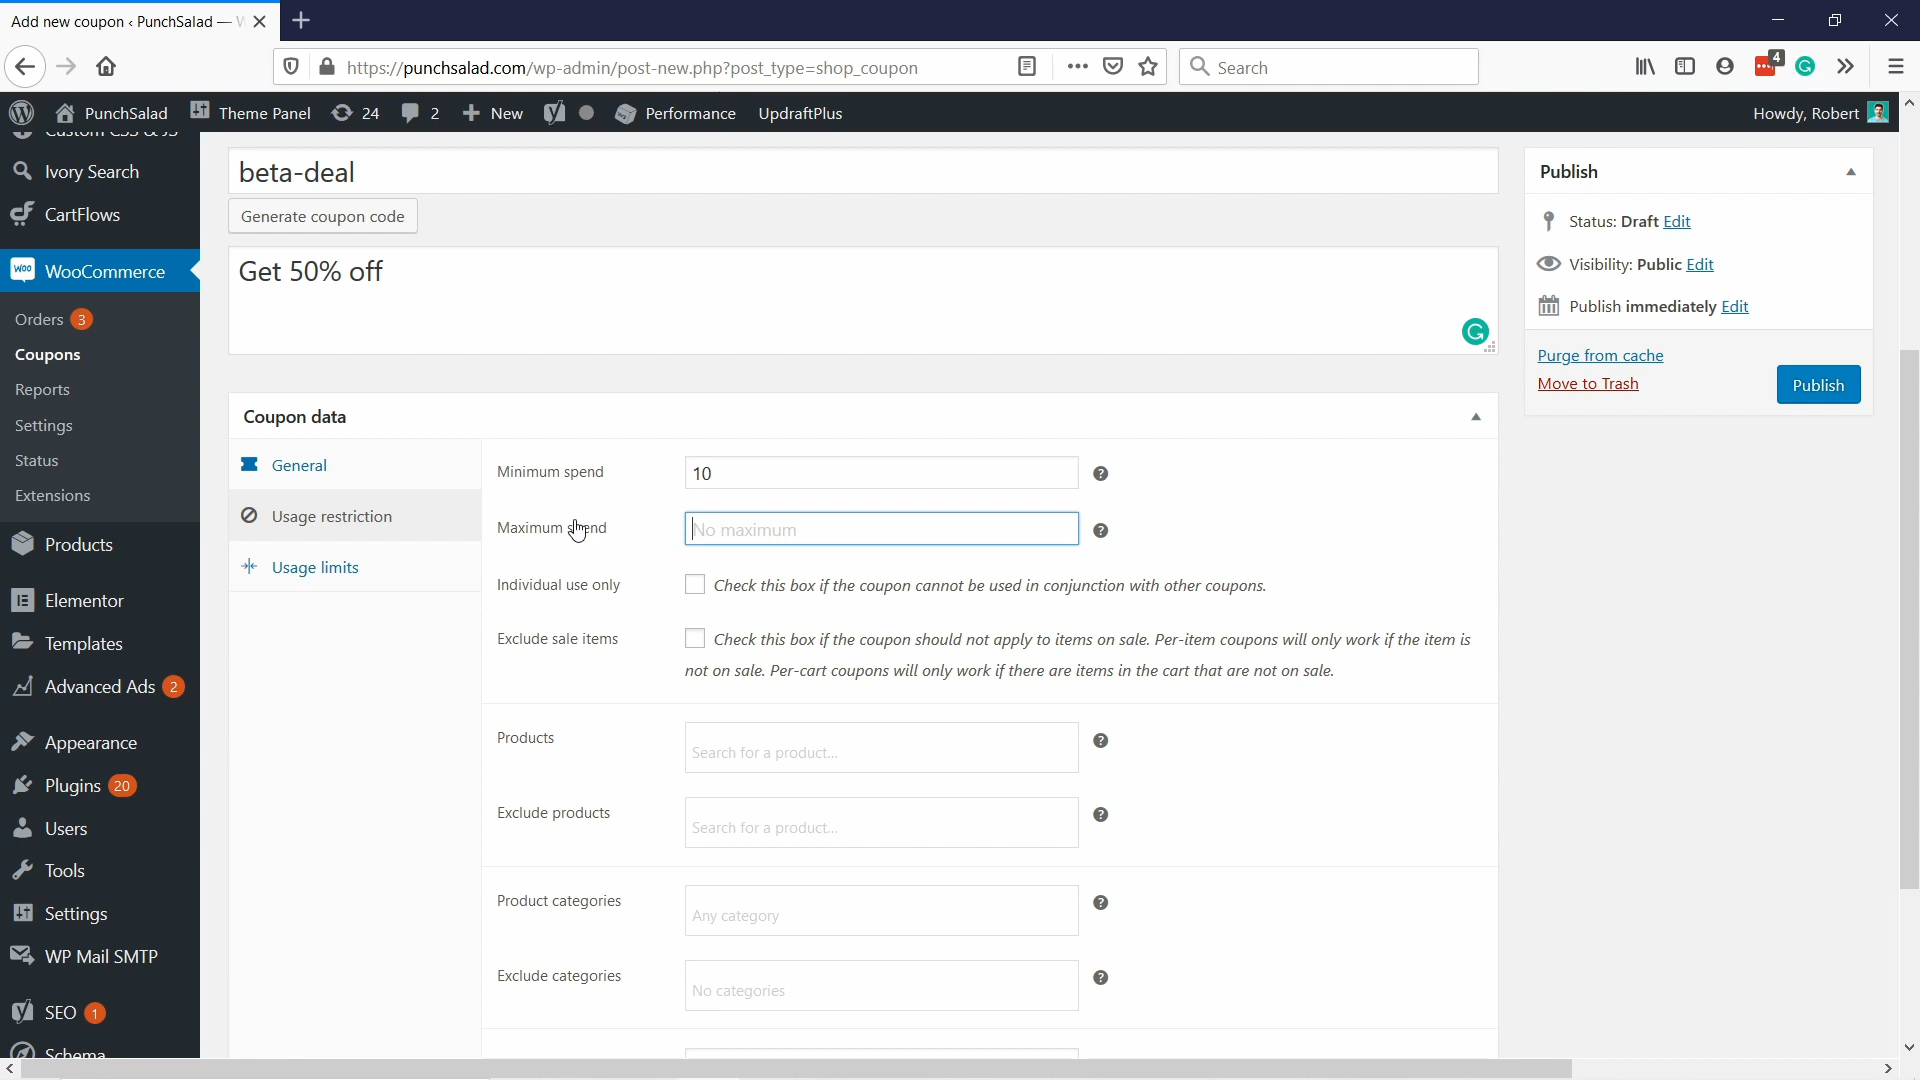 Add new coupon ‹ PunchSalad —
https://punchsalad.com/wp-admin/post-new.php?post_type=shop_coupon
Search
4
PunchSalad
Theme Panel
24
2
New
Performance
UpdraftPlus
Howdy, Robert
Custom CSS & JS
Ivory Search
CartFlows
WooCommerce
Orders 3
Coupons
Reports
Settings
Status
Extensions
Products
Elementor
Templates
Advanced Ads 2
Appearance
Plugins 20
Users
Tools
Settings
WP Mail SMTP
SEO 1
Schema
beta-deal
Generate coupon code
Get 50% off
Coupon data
General
Usage restriction
Usage limits
Minimum spend
10
Maximum spend
No maximum
Individual use only
Check this box if the coupon cannot be used in conjunction with other coupons.
Exclude sale items
Check this box if the coupon should not apply to items on sale. Per-item coupons will only work if the item is
not on sale. Per-cart coupons will only work if there are items in the cart that are not on sale.
Products
Search for a product...
Exclude products
Search for a product...
Product categories
Any category
Exclude categories
No categories
Publish
Status: Draft Edit
Visibility: Public Edit
Publish immediately Edit
Purge from cache
Move to Trash
Publish